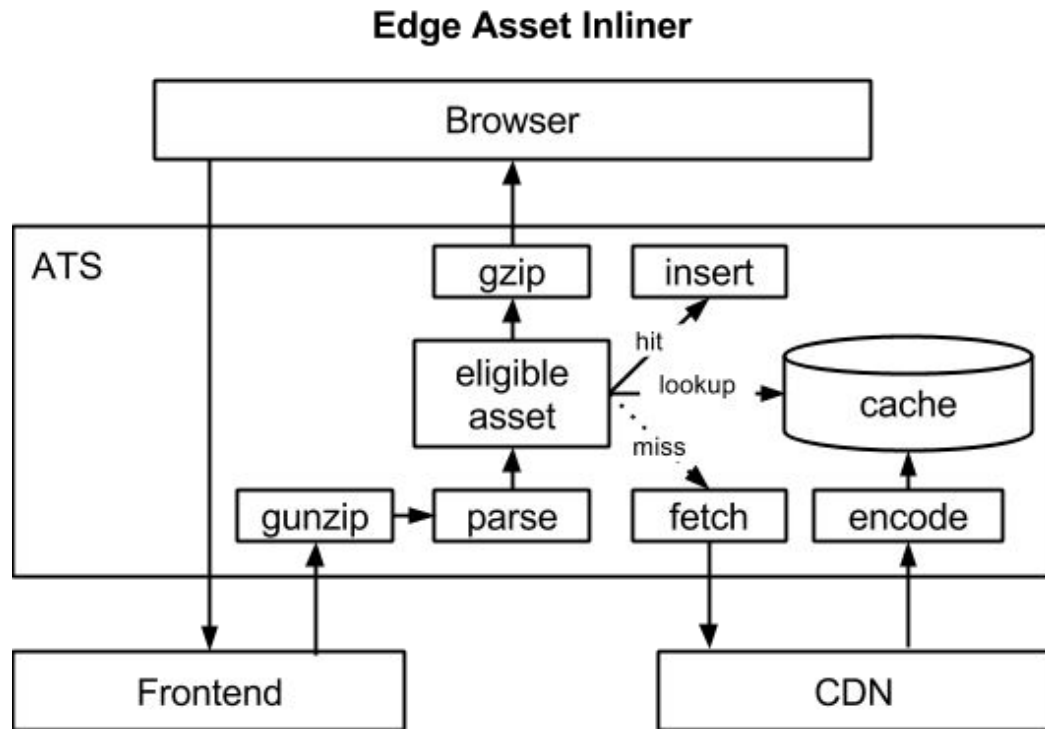 Edge Asset Inliner
Browser
ATS
gzip
insert
hit
eligible
asset
lookup
cache
miss
gunzip
parse
fetch
encode
Frontend
CDN